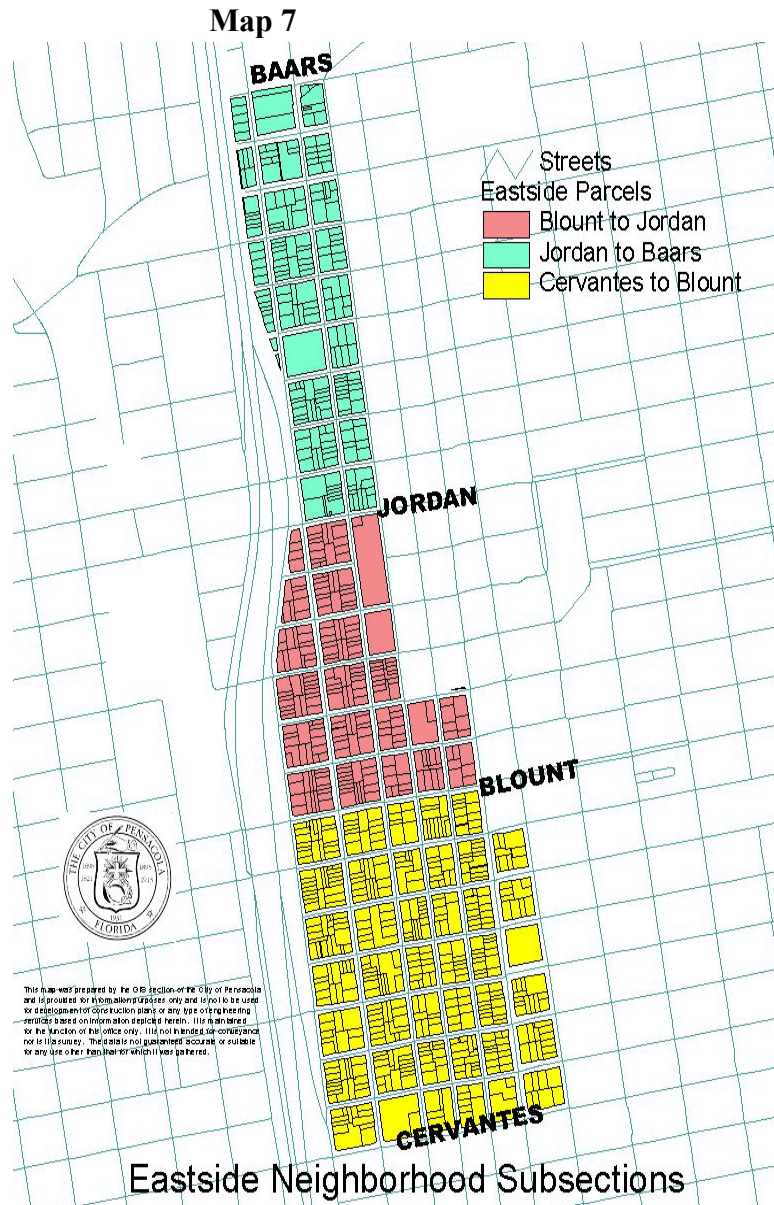 Map 7
BAARS
Streets
Eastside Parcels
Blount to Jordan
Jordan to Baars
Cervantes to Blount
JORDAN
BLOUNT
THE CITY OF PENSACOLA
FLORIDA
This map was prepared by the GIS section of the City of Pensacola
and is provided for information purposes only and is not to be used
for development of construction plans or any type of engineering
services based on information depicted herein. It is maintained
for the function of this office only. It is not intended for conveyance
nor is it a survey. The data is not guaranteed accurate or suitable
for any use other than that for which it was gathered.
CERVANTES
Eastside Neighborhood Subsections